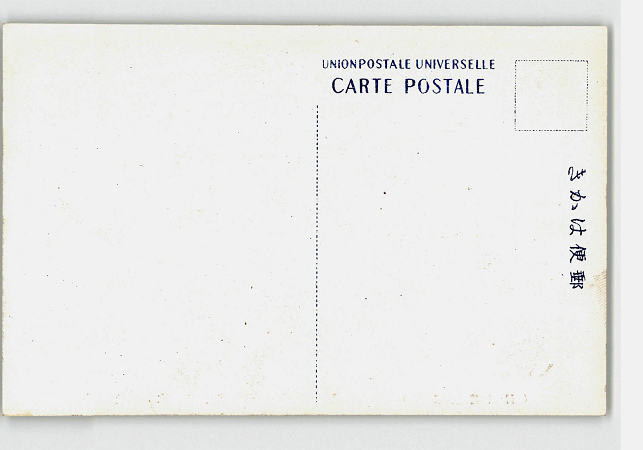 UNION POSTALE UNIVERSELLE
CARTE POSTALE
きかは便郵